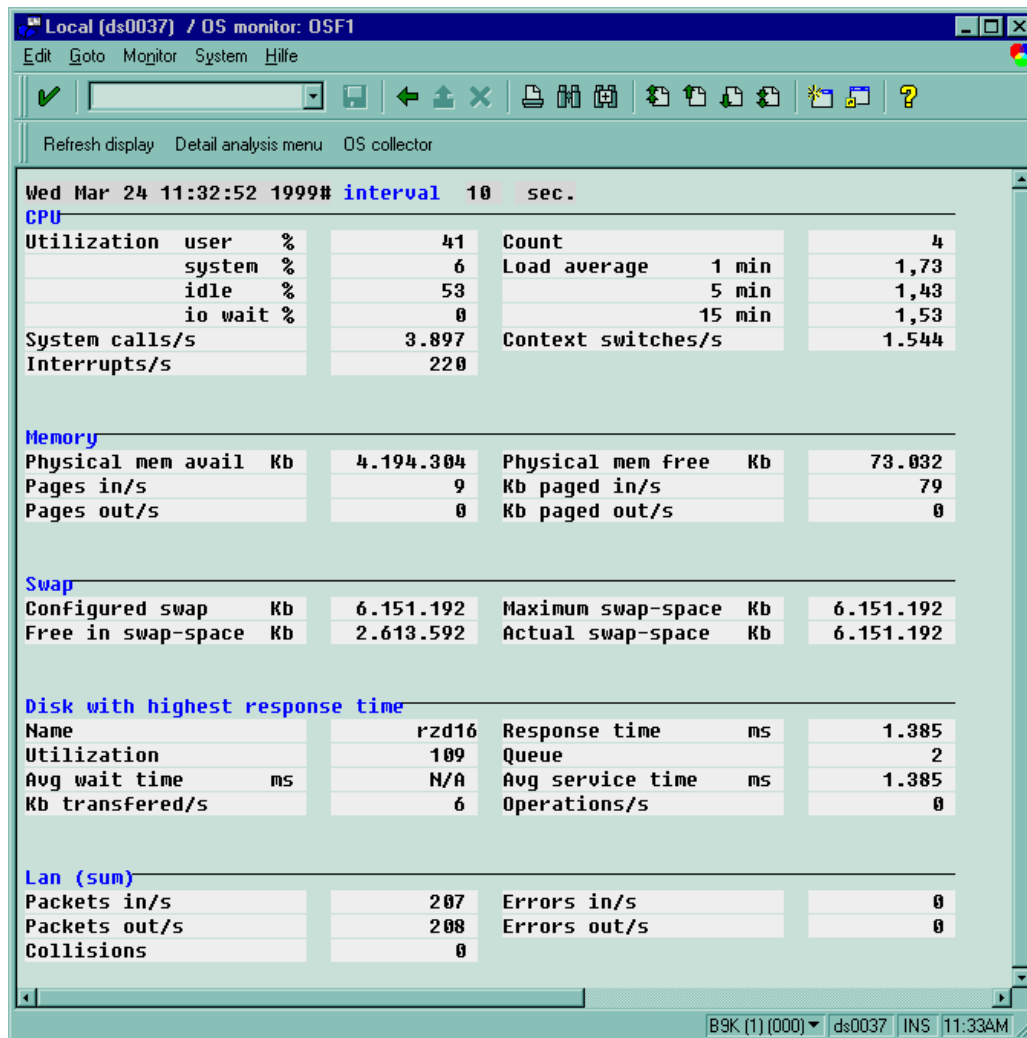 Local (ds0037) / OS monitor: OSF1
Edit Goto Monitor System Hilfe
Refresh display Detail analysis menu OS collector
Wed Mar 24 11:32:52 1999# interval 10 sec.
CPU
Utilization user % 41 Count 4
system % 6 Load average 1 min 1,73
idle % 53 5 min 1,43
io wait % 0 15 min 1,53
System calls/s 3.897 Context switches/s 1.544
Interrupts/s 220
Memory
Physical mem avail Kb 4.194.304 Physical mem free Kb 73.032
Pages in/s 9 Kb paged in/s 79
Pages out/s 0 Kb paged out/s 0
Swap
Configured swap Kb 6.151.192 Maximum swap-space Kb 6.151.192
Free in swap-space Kb 2.613.592 Actual swap-space Kb 6.151.192
Disk with highest response time
Name rzd16 Response time ms 1.385
Utilization 109 Queue 2
Avg wait time ms N/A Avg service time ms 1.385
Kb transfered/s 6 Operations/s 0
Lan (sum)
Packets in/s 207 Errors in/s 0
Packets out/s 208 Errors out/s 0
Collisions 0
B9K (1) (000) ds0037 INS 11:33AM